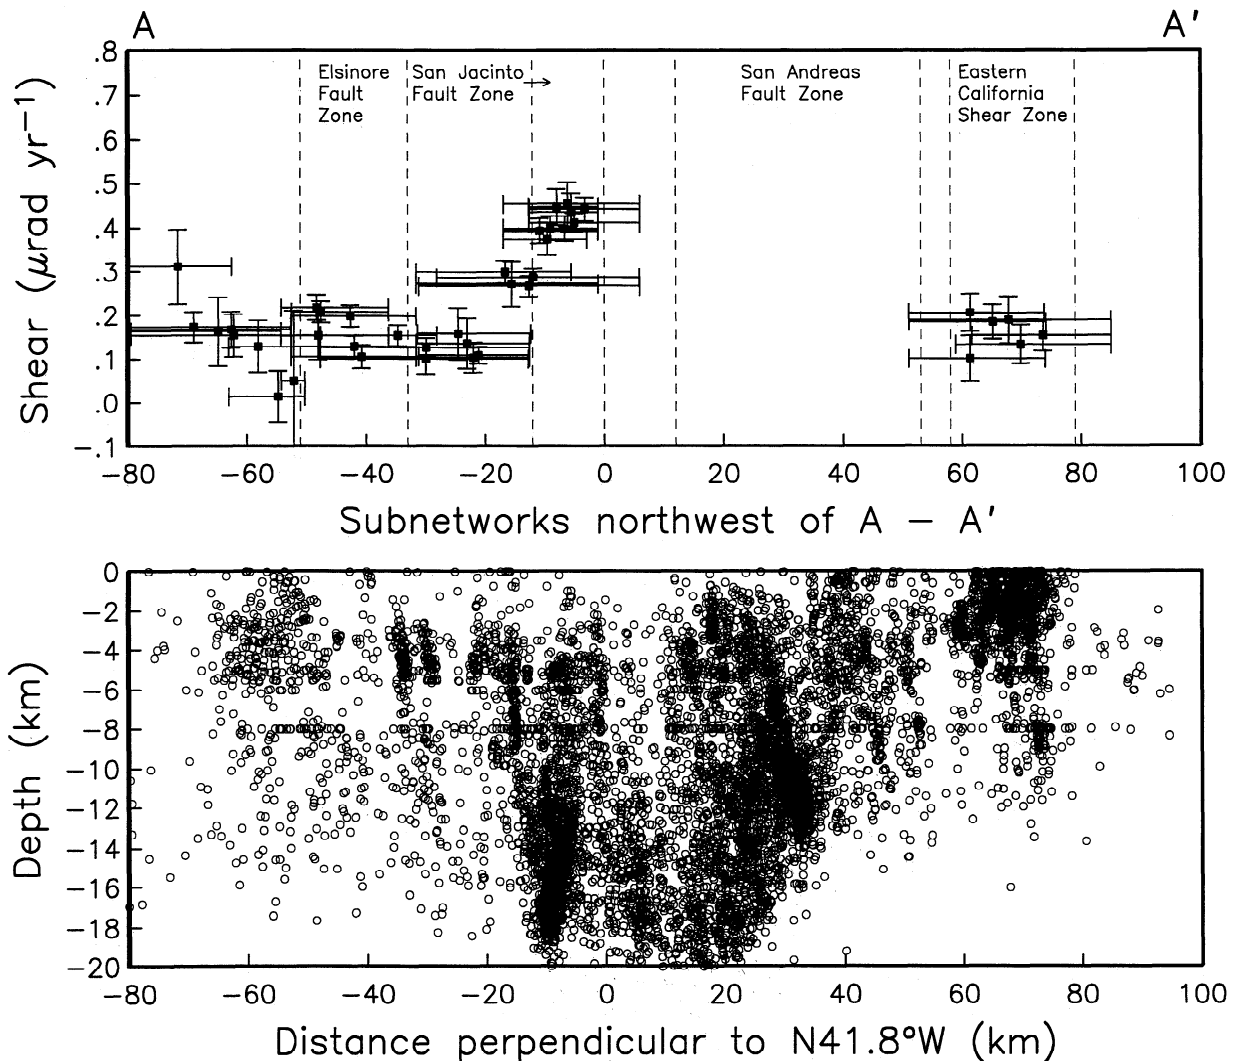 A A'
.8
.7
.6
.5
.4
.3
.2
.1
.0
-.1
Shear (μrad yr⁻¹)
Elsinore
Fault
Zone
San Jacinto
Fault Zone
San Andreas
Fault Zone
Eastern
California
Shear Zone
-80 -60 -40 -20 0 20 40 60 80 100
Subnetworks northwest of A - A'
0
-2
-4
-6
-8
-10
-12
-14
-16
-18
-20
Depth (km)
-80 -60 -40 -20 0 20 40 60 80 100
Distance perpendicular to N41.8°W (km)